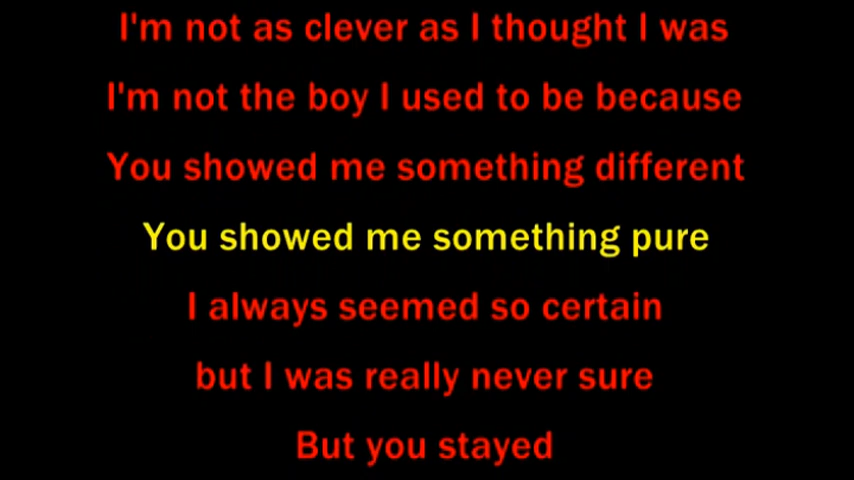 I'm not as clever as I thought I was
I'm not the boy I used to be because
You showed me something different
You showed me something pure
I always seemed so certain
but I was really never sure
But you stayed